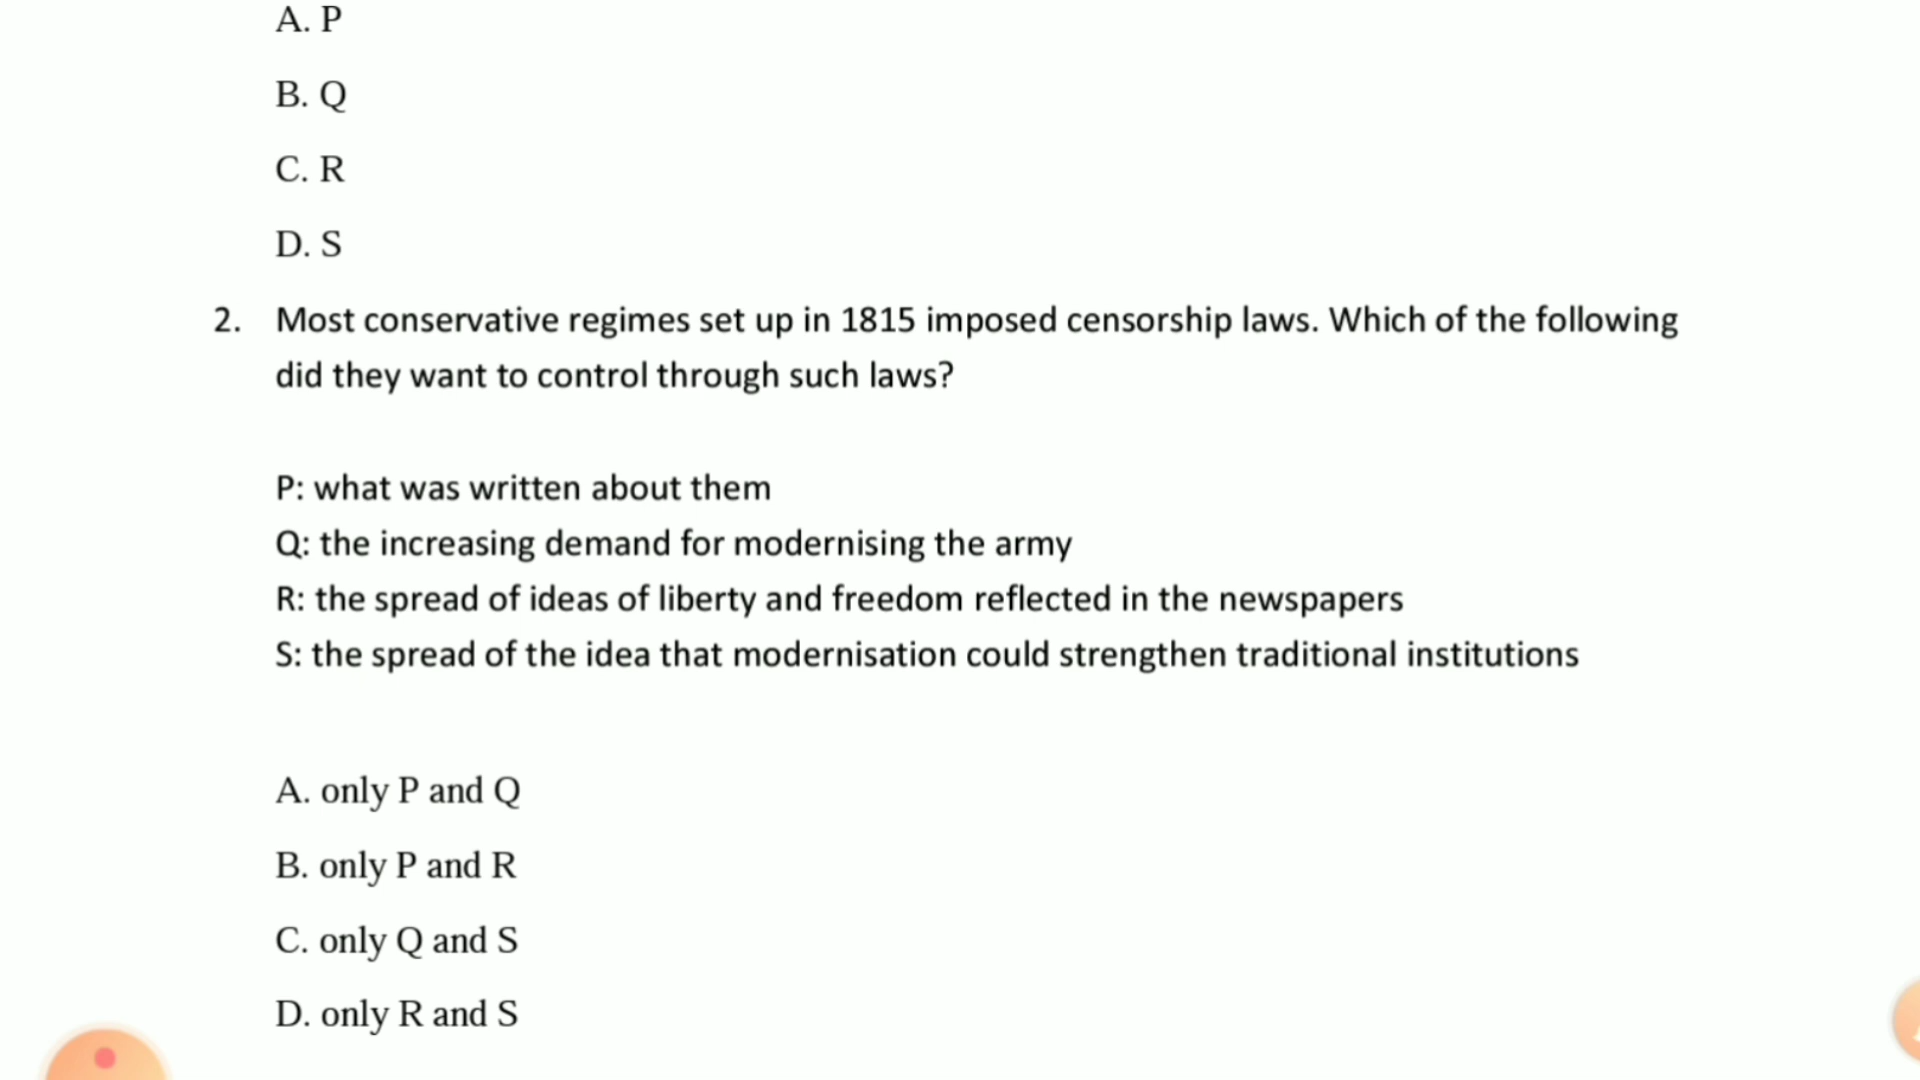 A. P
B. Q
C. R
D. S
2. Most conservative regimes set up in 1815 imposed censorship laws. Which of the following
did they want to control through such laws?
P: what was written about them
Q: the increasing demand for modernising the army
R: the spread of ideas of liberty and freedom reflected in the newspapers
S: the spread of the idea that modernisation could strengthen traditional institutions
A. only P and Q
B. only P and R
C. only Q and S
D. only R and S